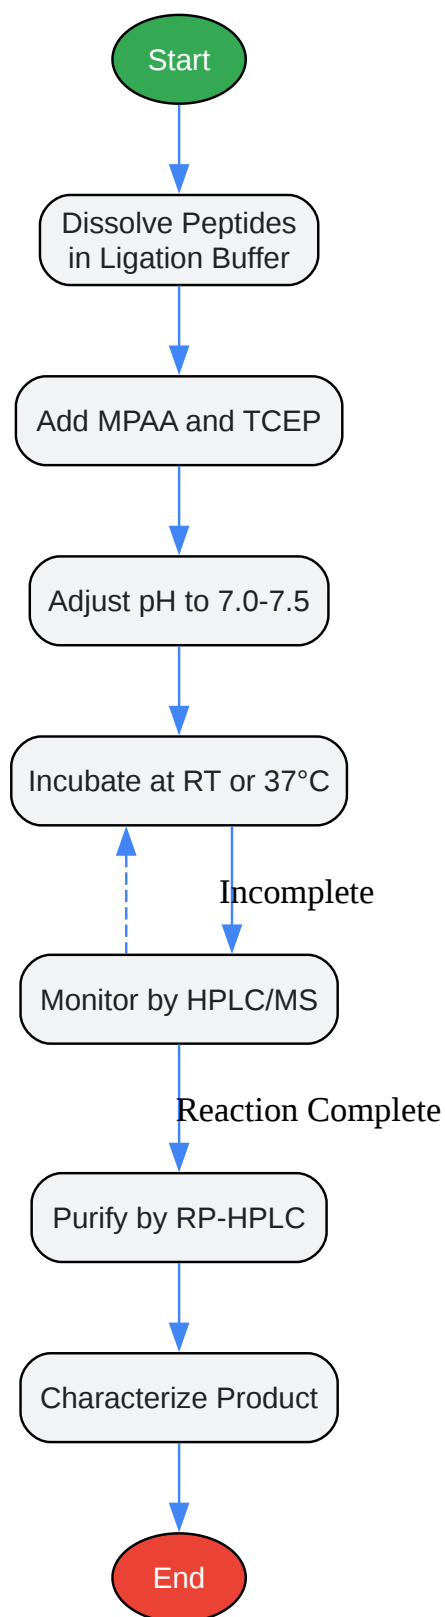 Start
Dissolve Peptides
in Ligation Buffer
Add MPAA and TCEP
Adjust pH to 7.0-7.5
Incubate at RT or 37°C
Incomplete
Monitor by HPLC/MS
Reaction Complete
Purify by RP-HPLC
Characterize Product
End